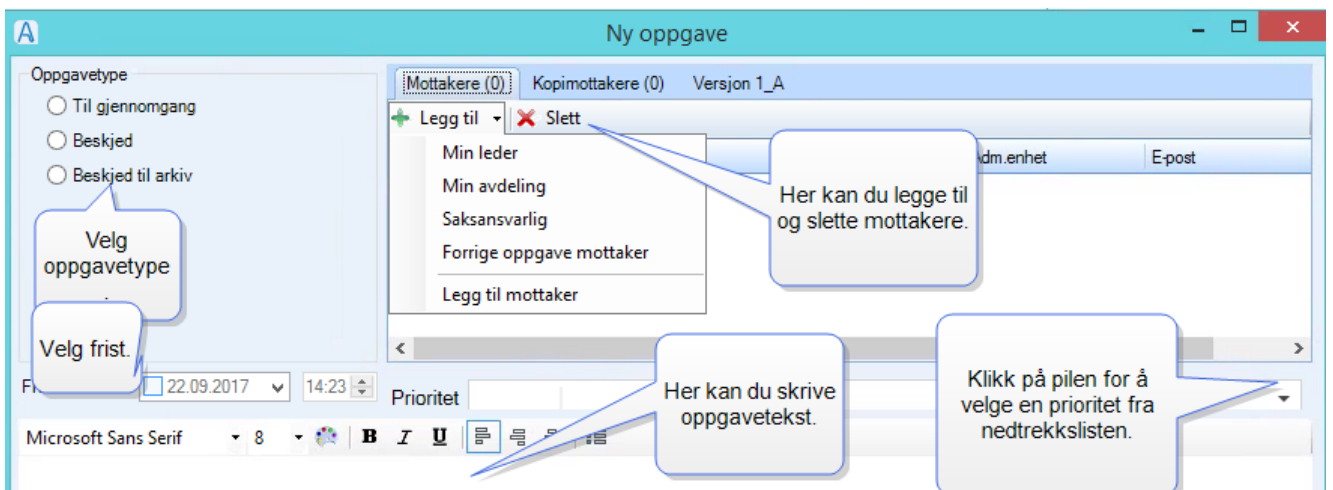 A
Ny oppgave
Oppgavetype
Til gjennomgang
Beskjed
Beskjed til arkiv
Velg
oppgavetype
.
Velg frist.
Mottakere (0) Kopimottakere (0) Versjon 1_A
Legg til Slett
Min leder
Min avdeling
Saksansvarlig
Forrige oppgave mottaker
Legg til mottaker
E-post
Her kan du legge til
og slette mottakere.
22.09.2017 14:23
Prioritet
Her kan du skrive
oppgavetekst.
Klikk på pilen for å
velge en prioritet fra
nedtrekkslisten.
Microsoft Sans Serif 8 B I U